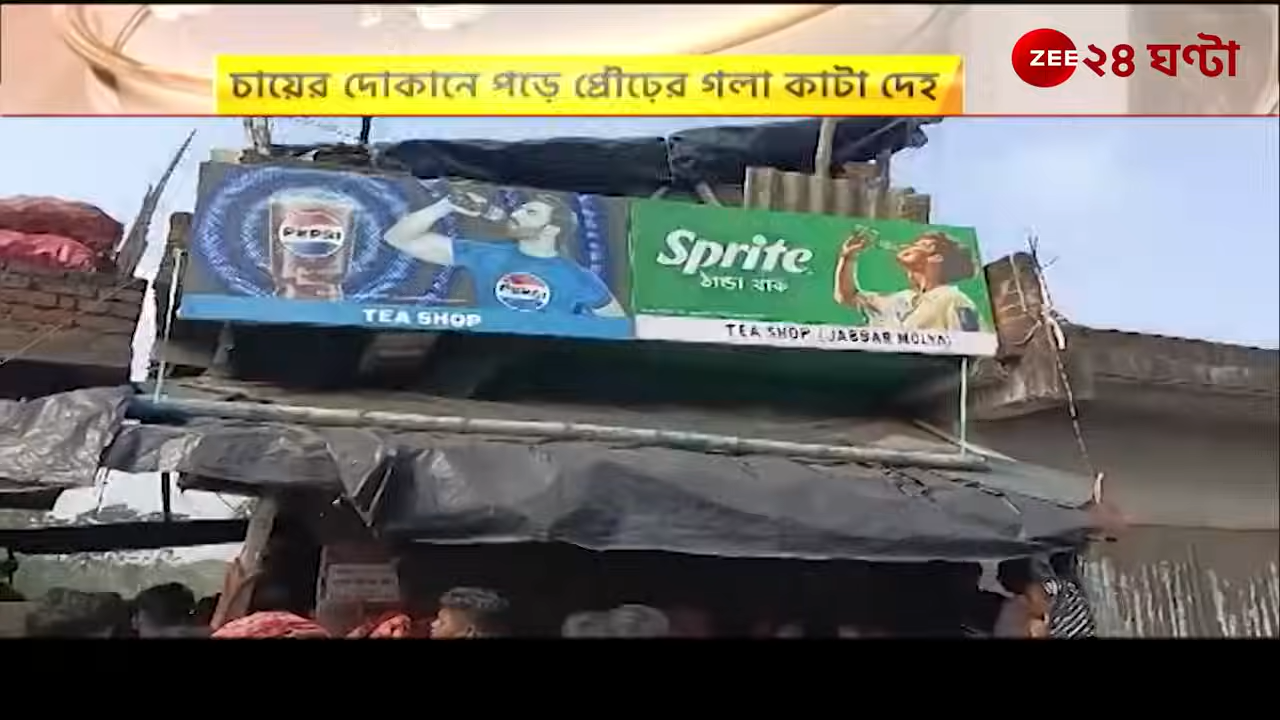 চায়ের দোকানে পড়ে প্রৌঢ়ের গলা কাটা দেহ
ZEE ২৪ ঘণ্টা
PEPSI
PEPSI
TEA SHOP
Sprite
ঠান্ডা থাক
TEA SHOP (JABBAR MOLYA)